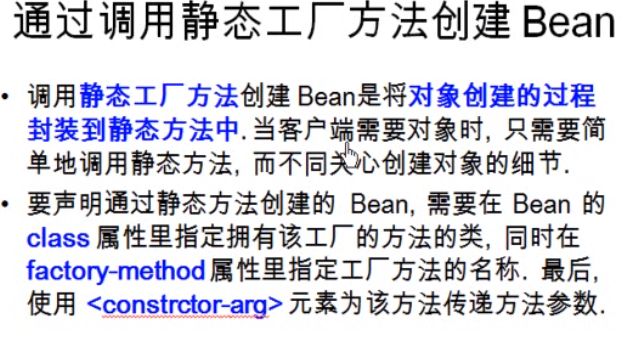 通过调用静态工厂方法创建 Bean
• 调用静态工厂方法创建 Bean是将对象创建的过程
封装到静态方法中. 当客户端需要对象时, 只需要简
单地调用静态方法, 而不同关心创建对象的细节.
• 要声明通过静态方法创建的 Bean, 需要在 Bean 的
class 属性里指定拥有该工厂的方法的类, 同时在
factory-method 属性里指定工厂方法的名称. 最后,
使用 <constrctor-arg> 元素为该方法传递方法参数.